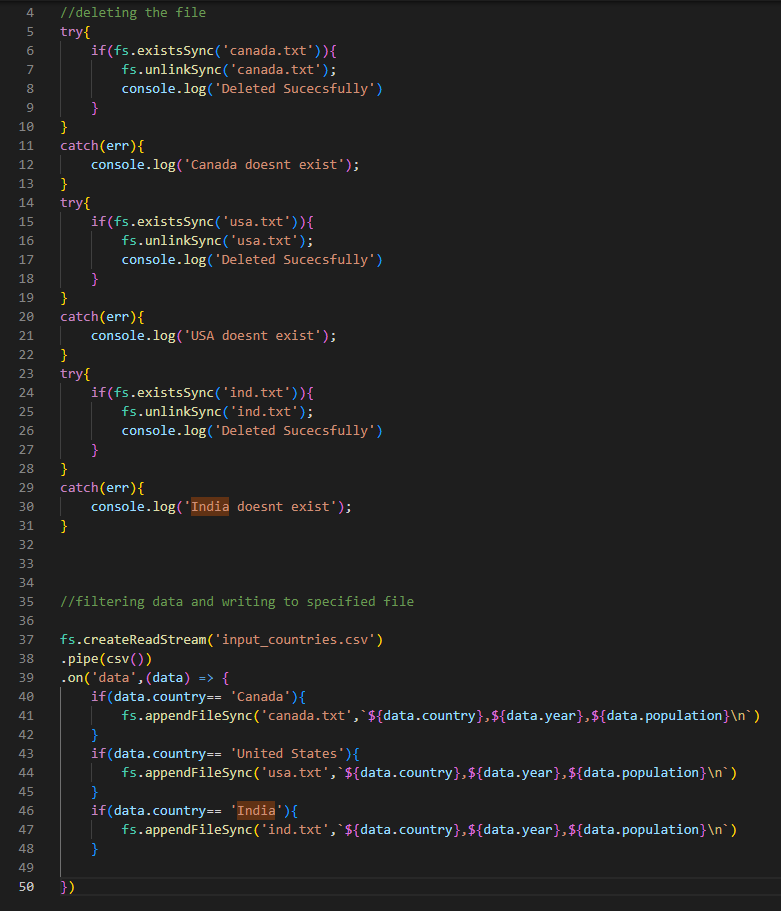 4 //deleting the file
5 try{
6 if(fs.existsSync('canada.txt')){
7 fs.unlinkSync('canada.txt');
8 console.log('Deleted Sucecsfully')
9 }
10 }
11 catch(err){
12 console.log('Canada doesnt exist');
13 }
14 try{
15 if(fs.existsSync('usa.txt')){
16 fs.unlinkSync('usa.txt');
17 console.log('Deleted Sucecsfully')
18 }
19 }
20 catch(err){
21 console.log('USA doesnt exist');
22 }
23 try{
24 if(fs.existsSync('ind.txt')){
25 fs.unlinkSync('ind.txt');
26 console.log('Deleted Sucecsfully')
27 }
28 }
29 catch(err){
30 console.log('India doesnt exist');
31 }
32
33
34
35 //filtering data and writing to specified file
36
37 fs.createReadStream('input_countries.csv')
38 .pipe(csv())
39 .on('data',(data) => {
40 if(data.country== 'Canada'){
41 fs.appendFileSync('canada.txt',`${data.country},${data.year},${data.population}\n`)
42 }
43 if(data.country== 'United States'){
44 fs.appendFileSync('usa.txt',`${data.country},${data.year},${data.population}\n`)
45 }
46 if(data.country== 'India'){
47 fs.appendFileSync('ind.txt',`${data.country},${data.year},${data.population}\n`)
48 }
49
50 })